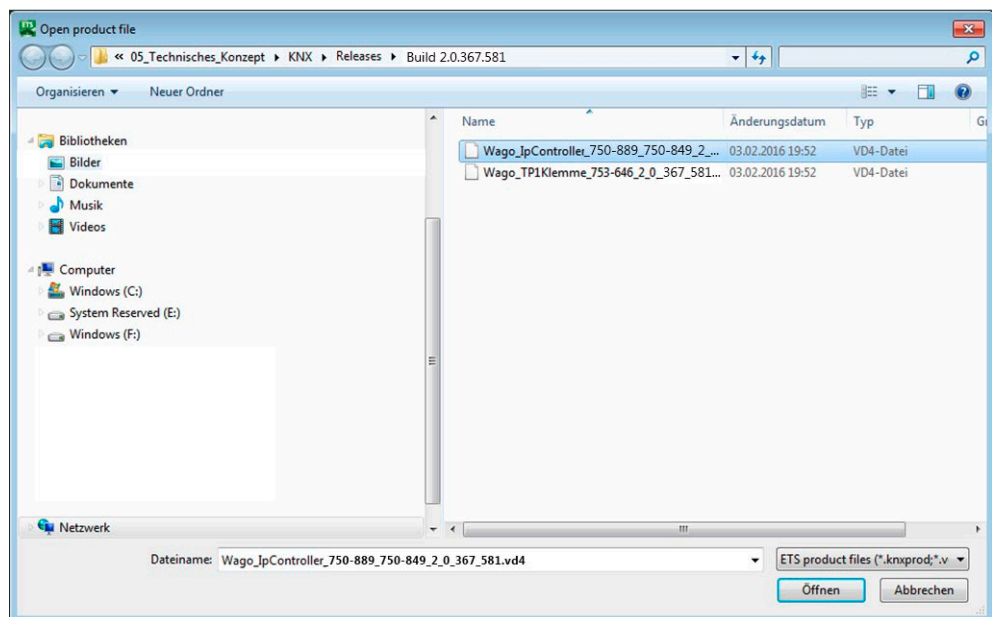 ETS Open product file
« 05_Technisches_Konzept ▸ KNX ▸ Releases ▸ Build 2.0.367.581
Organisieren Neuer Ordner
Name Änderungsdatum Typ
Bibliotheken
Bilder
Dokumente
Musik
Videos
Computer
Windows (C:)
System Reserved (E:)
Windows (F:)
Netzwerk
Wago_IpController_750-889_750-849_2_... 03.02.2016 19:52 VD4-Datei
Wago_TP1Klemme_753-646_2_0_367_581... 03.02.2016 19:52 VD4-Datei
Dateiname: Wago_IpController_750-889_750-849_2_0_367_581.vd4 ETS product files (*.knxprod;*.v
Öffnen Abbrechen